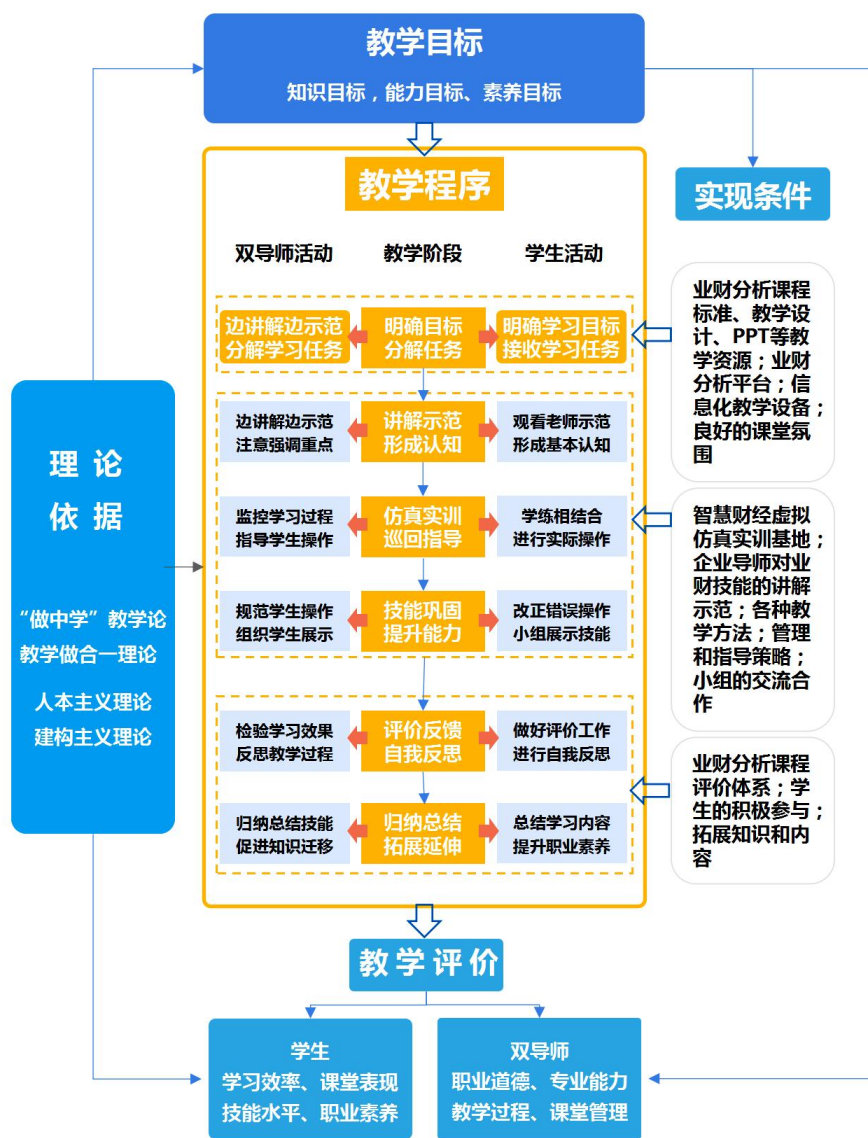 教学目标
知识目标，能力目标、素养目标
教学程序
实现条件
双导师活动 教学阶段 学生活动
边讲解边示范 明确目标 明确学习目标
分解学习任务 分解任务 接收学习任务
业财分析课程
标准、教学设
计、PPT等教
学资源；业财
分析平台；信
息化教学设备；
良好的课堂氛
围
边讲解边示范 讲解示范 观看老师示范
注意强调重点 形成认知 形成基本认知
理论
依据
“做中学”教学论
教学做合一理论
人本主义理论
建构主义理论
监控学习过程 仿真实训 学练相结合
指导学生操作 巡回指导 进行实际操作
智慧财经虚拟
仿真实训基地；
企业导师对业
财技能的讲解
示范；各种教
学方法；管理
和指导策略；
小组的交流合
作
规范学生操作 技能巩固 改正错误操作
组织学生展示 提升能力 小组展示技能
检验学习效果 评价反馈 做好评价工作
反思教学过程 自我反思 进行自我反思
业财分析课程
评价体系；学
生的积极参与；
拓展知识和内
容
归纳总结技能 归纳总结 总结学习内容
促进知识迁移 拓展延伸 提升职业素养
教学评价
学生
学习效率、课堂表现
技能水平、职业素养
双导师
职业道德、专业能力
教学过程、课堂管理